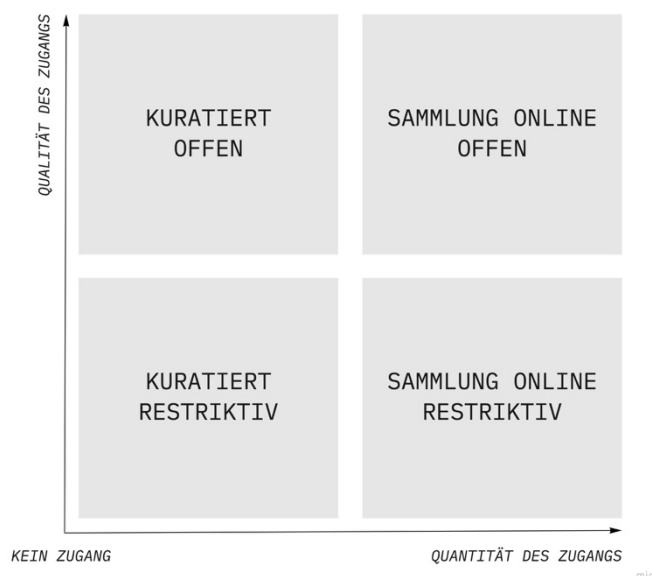 QUALITÄT DES ZUGANGS
KURATIERT
OFFEN
SAMMLUNG ONLINE
OFFEN
KURATIERT
RESTRIKTIV
SAMMLUNG ONLINE
RESTRIKTIV
KEIN ZUGANG
QUANTITÄT DES ZUGANGS